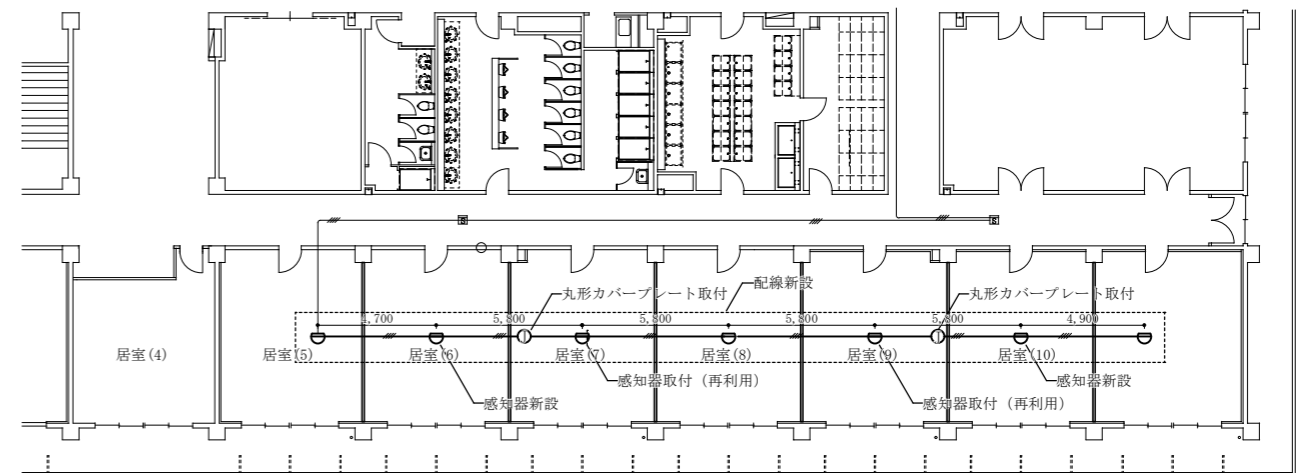 S
S
配線新設
丸形カバープレート取付
丸形カバープレート取付
4,700
5,800
5,800
5,800
5,800
4,900
居室(4)
居室(5)
居室(6)
居室(7)
居室(8)
居室(9)
居室(10)
感知器取付（再利用）
感知器新設
感知器新設
感知器取付（再利用）